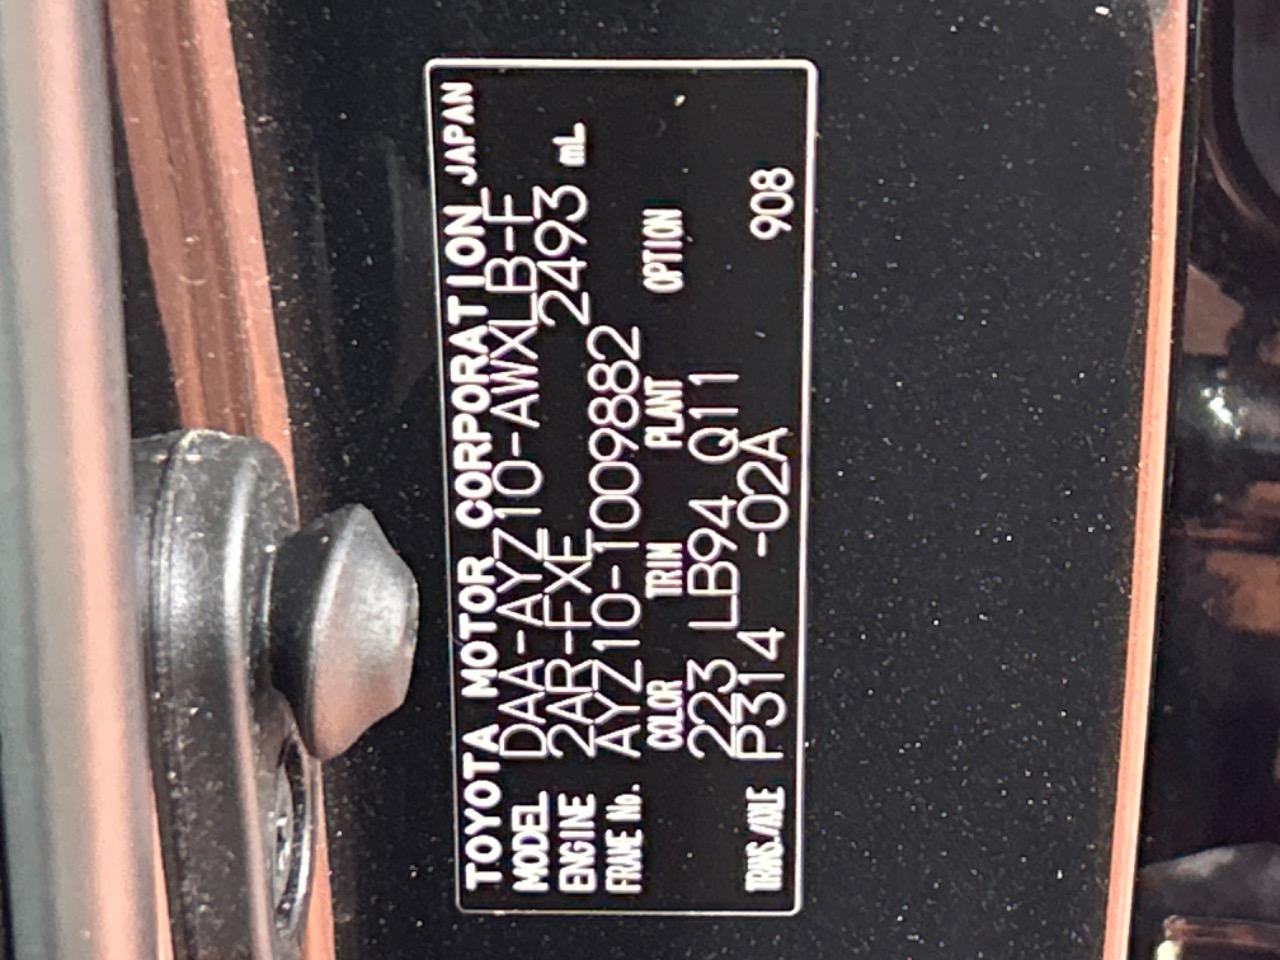 TOYOTA MOTOR CORPORATION JAPAN
MODEL DAA-AYZ10-AWXLB-F
ENGINE 2AR-FXE 2493 mL
FRAME No. AYZ10-1009882
COLOR TRIM PLANT OPTION
223 LB94 Q11
TRANS./AXLE P314 -02A 908